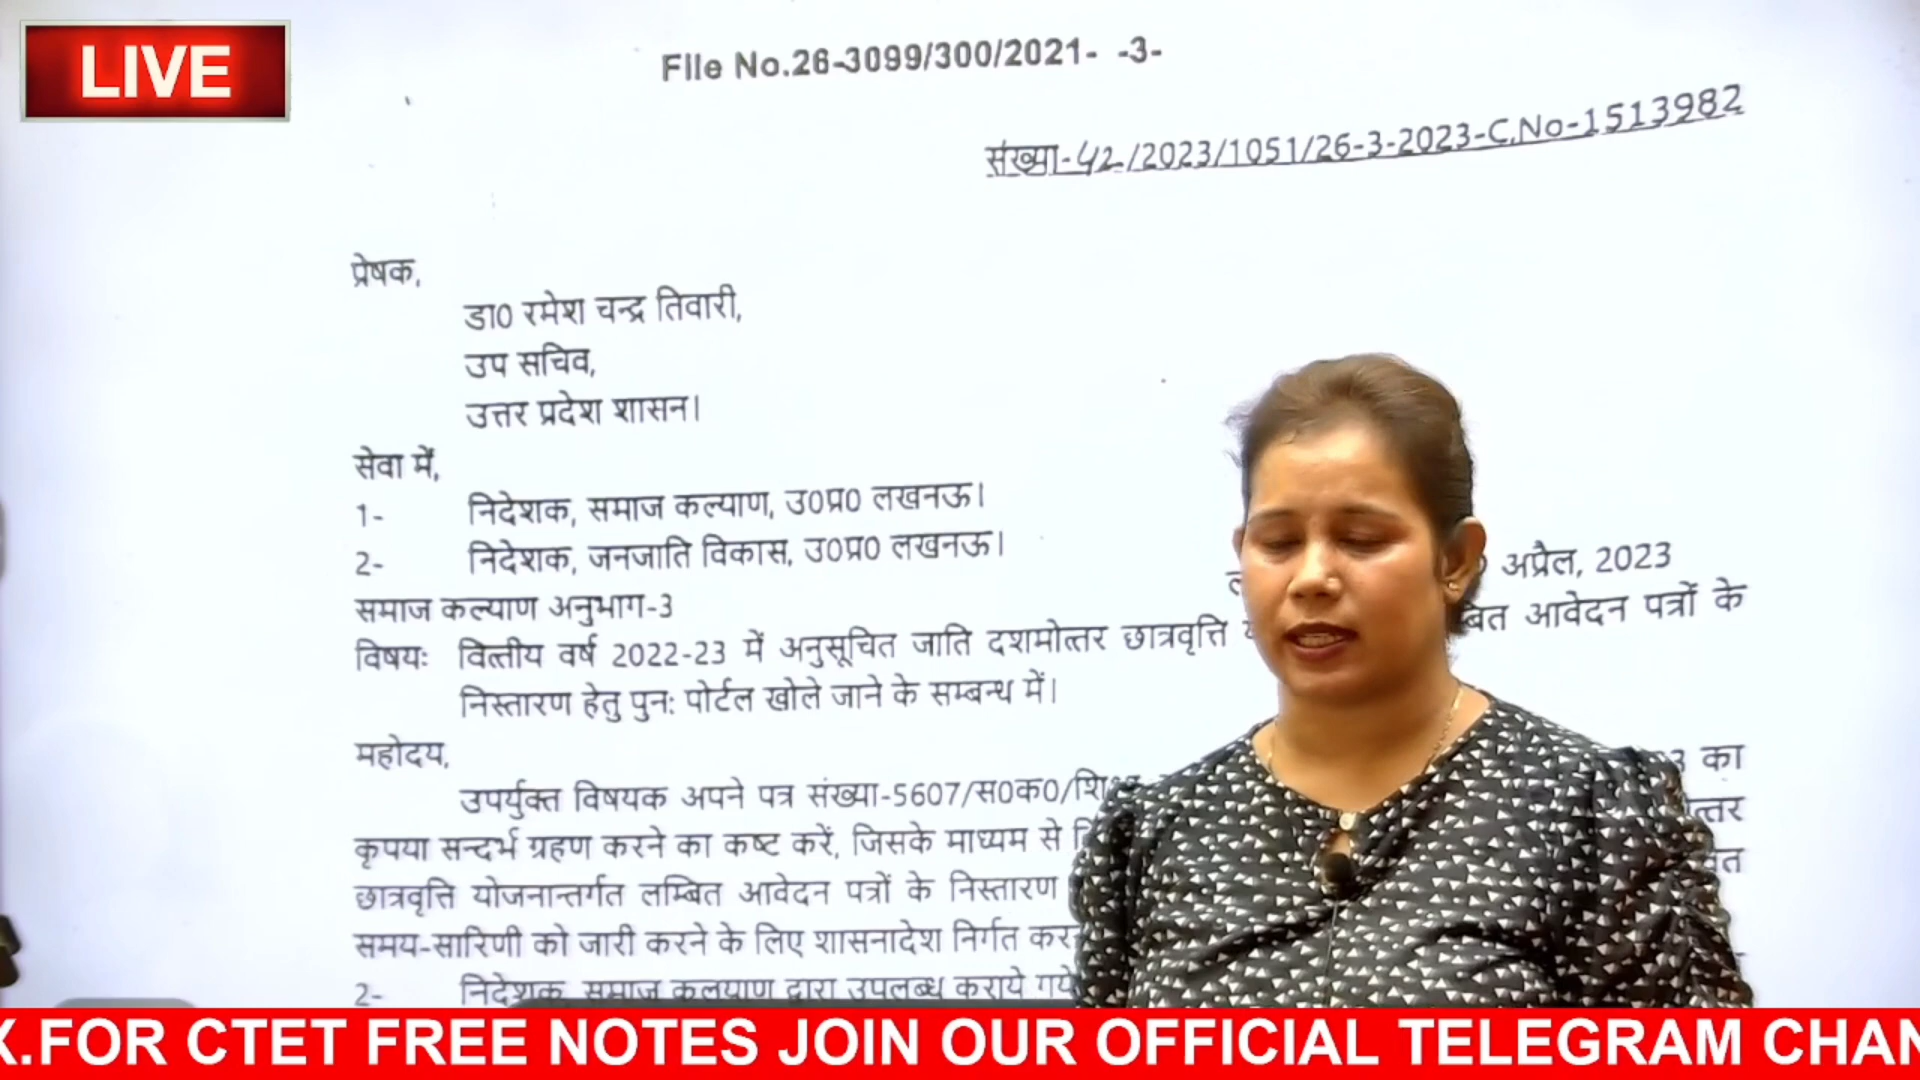 LIVE
File No.26-3099/300/2021- -3-
संख्या-42/2023/1051/26-3-2023-C.No-1513982
प्रेषक,
डा0 रमेश चन्द्र तिवारी,
उप सचिव,
उत्तर प्रदेश शासन।
सेवा में,
1- निदेशक, समाज कल्याण, उ0प्र0 लखनऊ।
2- निदेशक, जनजाति विकास, उ0प्र0 लखनऊ।
समाज कल्याण अनुभाग-3 अप्रैल, 2023
विषयः वित्तीय वर्ष 2022-23 में अनुसूचित जाति दशमोत्तर छात्रवृत्ति आवेदन पत्रों के
निस्तारण हेतु पुनः पोर्टल खोले जाने के सम्बन्ध में।
महोदय,
उपर्युक्त विषयक अपने पत्र संख्या-5607/स0क0/ का
कृपया सन्दर्भ ग्रहण करने का कष्ट करें, जिसके माध्यम से
छात्रवृत्ति योजनान्तर्गत लम्बित आवेदन पत्रों के निस्तारण
समय-सारिणी को जारी करने के लिए शासनादेश निर्गत
2- निदेशक, समाज कल्याण द्वारा उपलब्ध कराये गये
X.FOR CTET FREE NOTES JOIN OUR OFFICIAL TELEGRAM CHAN